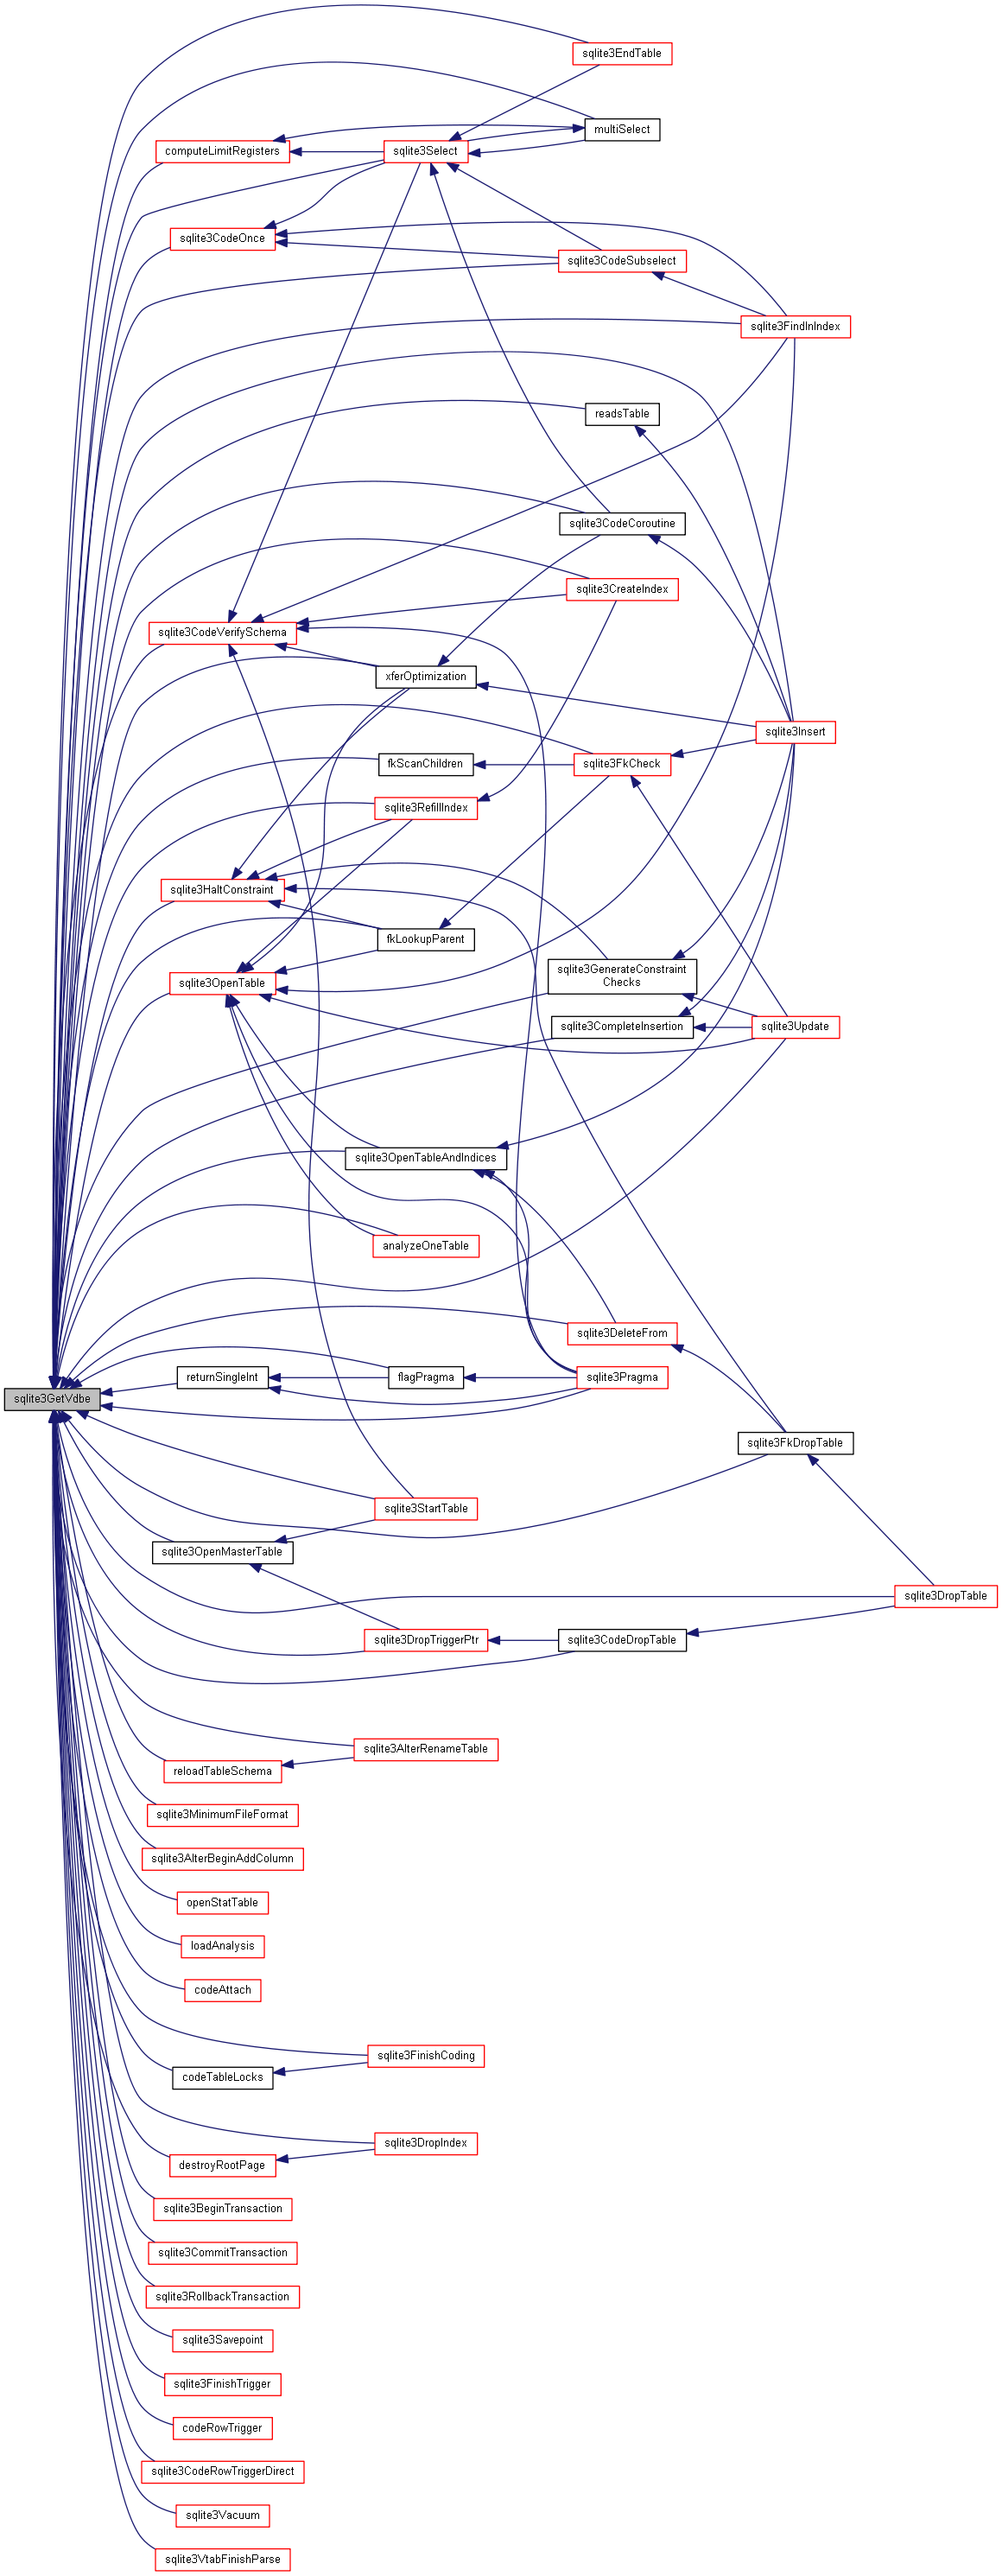 sqlite3EndTable
multiSelect
computeLimitRegisters
sqlite3Select
sqlite3CodeOnce
sqlite3CodeSubselect
sqlite3FindInIndex
readsTable
sqlite3CodeCoroutine
sqlite3CreateIndex
sqlite3CodeVerifySchema
xferOptimization
sqlite3Insert
fkScanChildren
sqlite3FkCheck
sqlite3RefillIndex
sqlite3HaltConstraint
fkLookupParent
sqlite3GenerateConstraint
Checks
sqlite3OpenTable
sqlite3CompleteInsertion
sqlite3Update
sqlite3OpenTableAndIndices
analyzeOneTable
sqlite3DeleteFrom
returnSingleInt
flagPragma
sqlite3Pragma
sqlite3GetVdbe
sqlite3FkDropTable
sqlite3StartTable
sqlite3OpenMasterTable
sqlite3DropTable
sqlite3DropTriggerPtr
sqlite3CodeDropTable
sqlite3AlterRenameTable
reloadTableSchema
sqlite3MinimumFileFormat
sqlite3AlterBeginAddColumn
openStatTable
loadAnalysis
codeAttach
sqlite3FinishCoding
codeTableLocks
sqlite3DropIndex
destroyRootPage
sqlite3BeginTransaction
sqlite3CommitTransaction
sqlite3RollbackTransaction
sqlite3Savepoint
sqlite3FinishTrigger
codeRowTrigger
sqlite3CodeRowTriggerDirect
sqlite3Vacuum
sqlite3VtabFinishParse